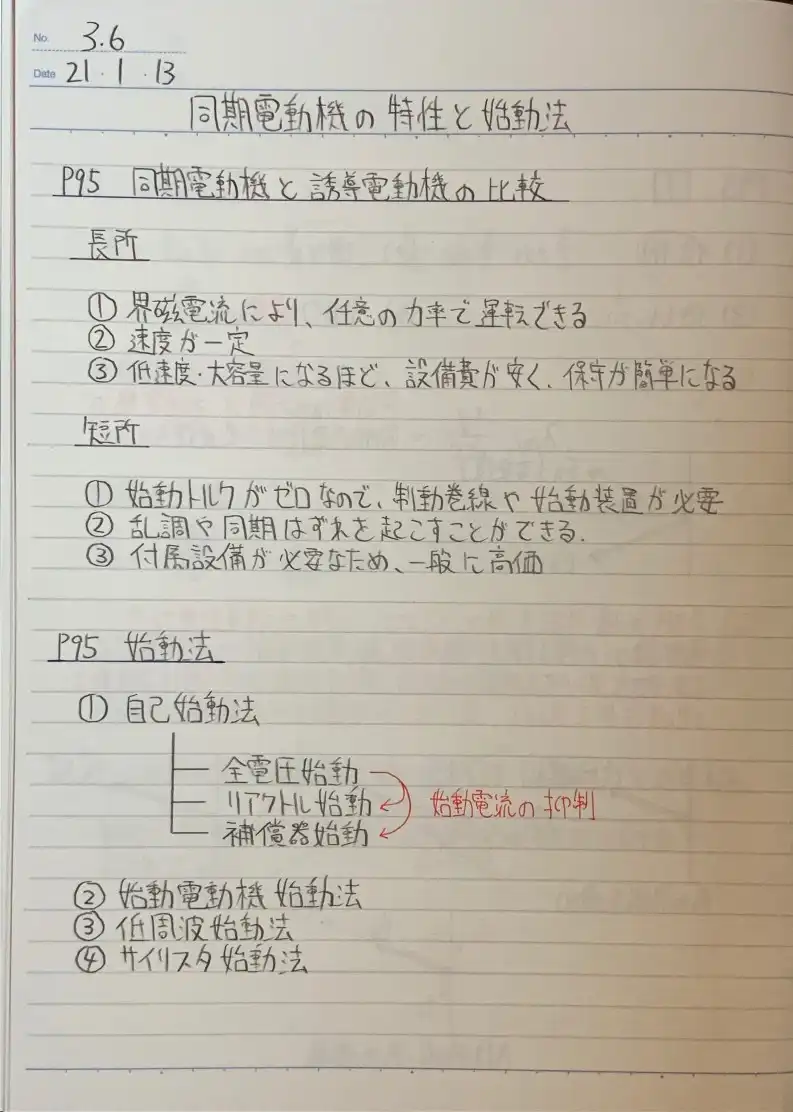 No. 3.6
Date 21・1・13
同期電動機の特性と始動法
P95 同期電動機と誘導電動機の比較
長所
① 界磁電流により、任意の力率で運転できる
② 速度が一定
③ 低速度・大容量になるほど、設備費が安く、保守が簡単になる
短所
① 始動トルクがゼロなので、制動巻線や始動装置が必要
② 乱調や同期はずれを起こすことができる.
③ 付属設備が必要なため、一般に高価
P95 始動法
① 自己始動法
全電圧始動
リアクトル始動 始動電流の抑制
補償器始動
② 始動電動機始動法
③ 低周波始動法
④ サイリスタ始動法